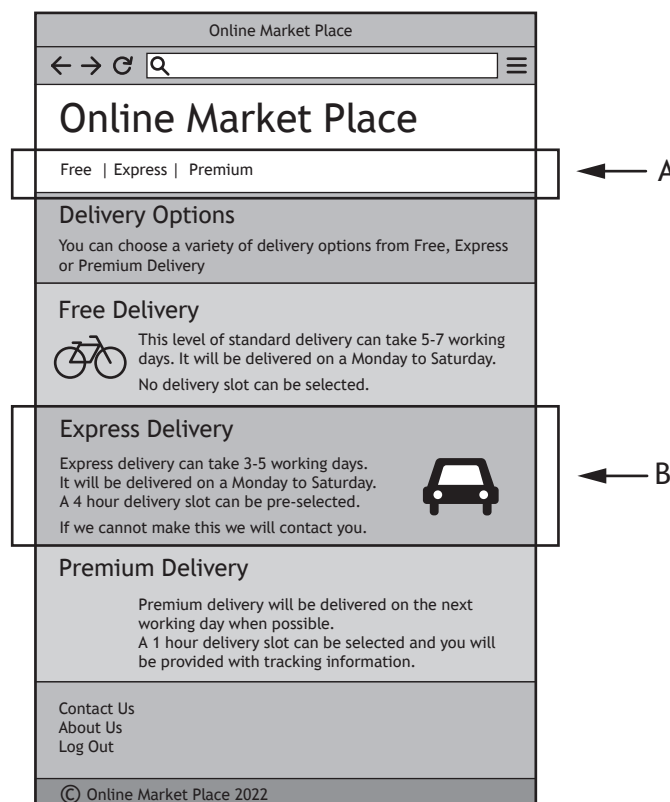 Online Market Place
Online Market Place
Free | Express | Premium
A
Delivery Options
You can choose a variety of delivery options from Free, Express
or Premium Delivery
Free Delivery
This level of standard delivery can take 5-7 working
days. It will be delivered on a Monday to Saturday.
No delivery slot can be selected.
Express Delivery
Express delivery can take 3-5 working days.
It will be delivered on a Monday to Saturday.
A 4 hour delivery slot can be pre-selected.
If we cannot make this we will contact you.
B
Premium Delivery
Premium delivery will be delivered on the next
working day when possible.
A 1 hour delivery slot can be selected and you will
be provided with tracking information.
Contact Us
About Us
Log Out
© Online Market Place 2022